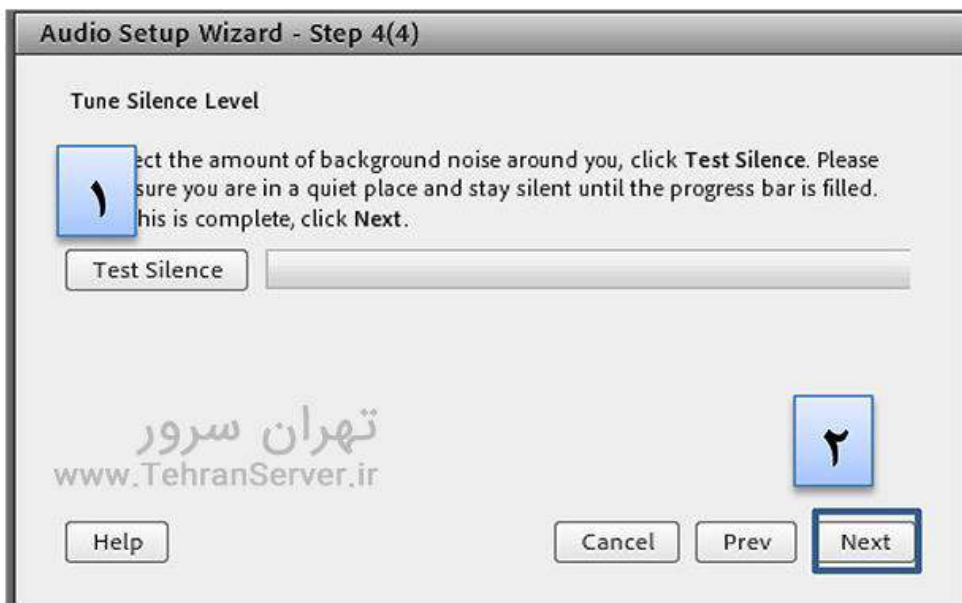 Audio Setup Wizard - Step 4(4)
Tune Silence Level
ect the amount of background noise around you, click Test Silence. Please
sure you are in a quiet place and stay silent until the progress bar is filled.
his is complete, click Next.
۱
Test Silence
تهران سرور
www.TehranServer.ir
۲
Help
Cancel
Prev
Next